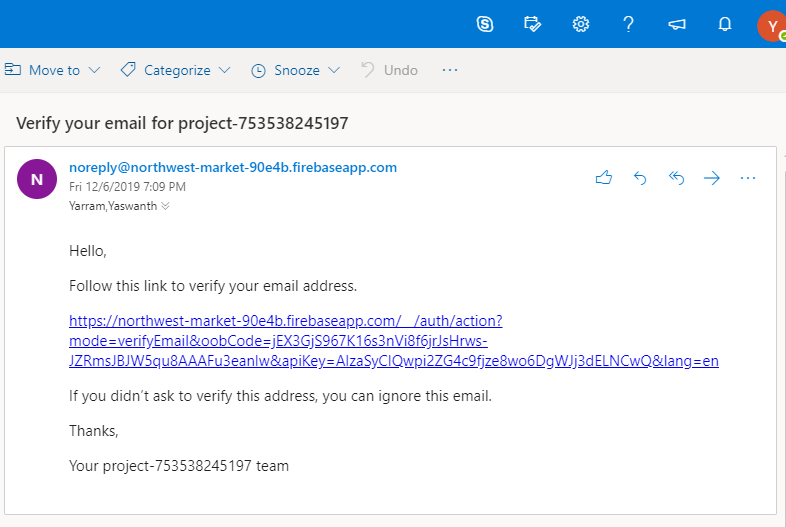 Y
Move to Categorize Snooze Undo
Verify your email for project-753538245197
N
noreply@northwest-market-90e4b.firebaseapp.com
Fri 12/6/2019 7:09 PM
Yarram,Yaswanth
Hello,
Follow this link to verify your email address.
https://northwest-market-90e4b.firebaseapp.com/__/auth/action?
mode=verifyEmail&oobCode=jEX3GjS967K16s3nVi8f6jrJsHrws-
JZRmsJBJW5qu8AAAFu3eanlw&apiKey=AIzaSyClQwpi2ZG4c9fjze8wo6DgWJj3dELNCwQ&lang=en
If you didn’t ask to verify this address, you can ignore this email.
Thanks,
Your project-753538245197 team